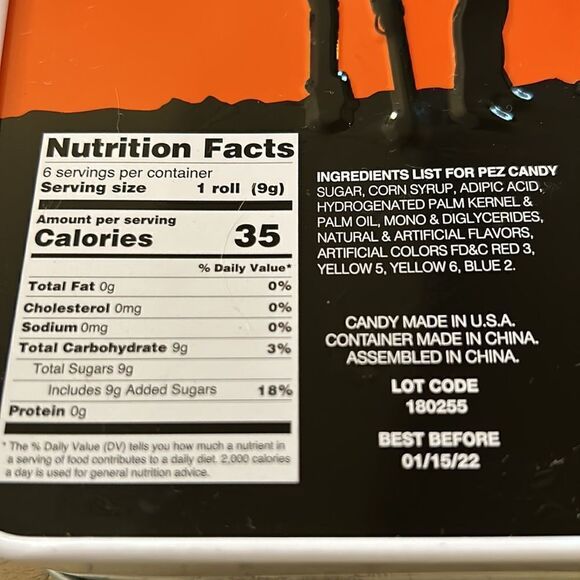 Nutrition Facts
6 servings per container
Serving size 1 roll (9g)
Amount per serving
Calories 35
% Daily Value*
Total Fat 0g 0%
Cholesterol 0mg 0%
Sodium 0mg 0%
Total Carbohydrate 9g 3%
Total Sugars 9g
Includes 9g Added Sugars 18%
Protein 0g
* The % Daily Value (DV) tells you how much a nutrient in
a serving of food contributes to a daily diet. 2,000 calories
a day is used for general nutrition advice.
INGREDIENTS LIST FOR PEZ CANDY
SUGAR, CORN SYRUP, ADIPIC ACID,
HYDROGENATED PALM KERNEL &
PALM OIL, MONO & DIGLYCERIDES,
NATURAL & ARTIFICIAL FLAVORS,
ARTIFICIAL COLORS FD&C RED 3,
YELLOW 5, YELLOW 6, BLUE 2.
CANDY MADE IN U.S.A.
CONTAINER MADE IN CHINA.
ASSEMBLED IN CHINA.
LOT CODE
180255
BEST BEFORE
01/15/22